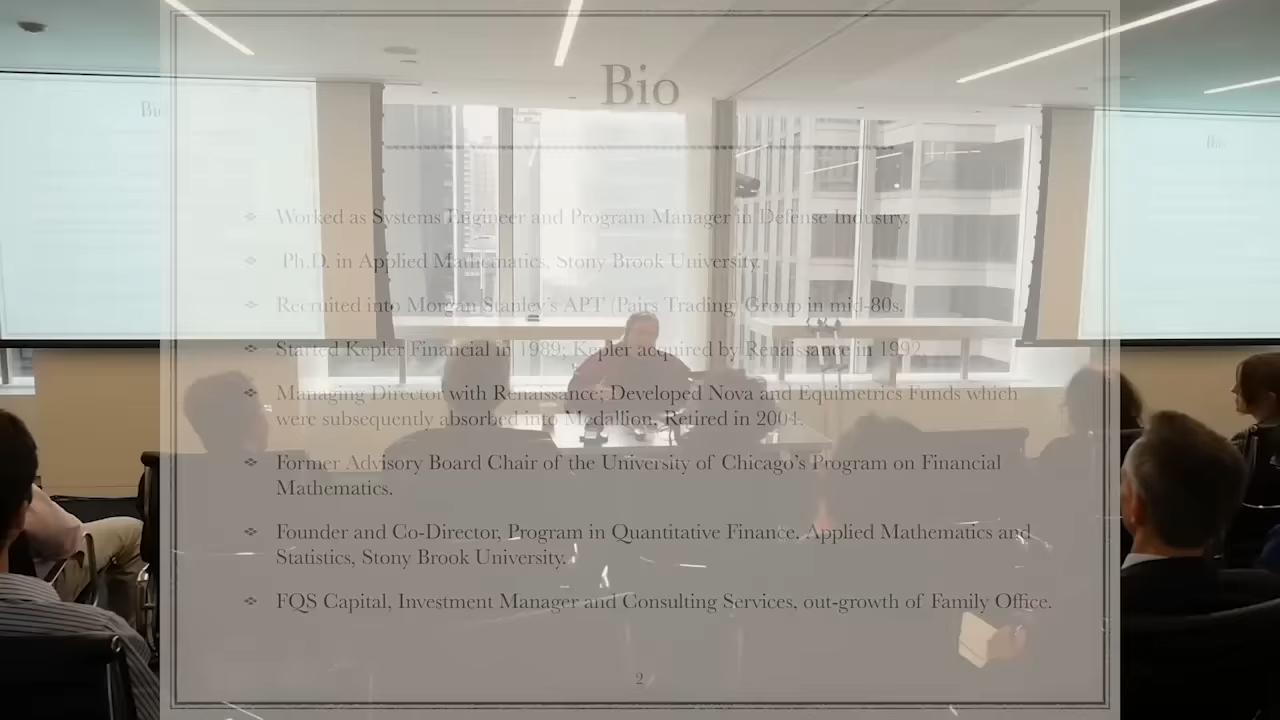 Bio
Worked as Systems Engineer and Program Manager in Defense Industry.
Ph.D. in Applied Mathematics, Stony Brook University.
Recruited into Morgan Stanley's APT (Pairs Trading) Group in mid-80s.
Started Kepler Financial in 1989; Kepler acquired by Renaissance in 1992.
Managing Director with Renaissance; Developed Nova and Equimetrics Funds which
were subsequently absorbed into Medallion. Retired in 2004.
Former Advisory Board Chair of the University of Chicago's Program on Financial
Mathematics.
Founder and Co-Director, Program in Quantitative Finance. Applied Mathematics and
Statistics, Stony Brook University.
FQS Capital, Investment Manager and Consulting Services, out-growth of Family Office.
2